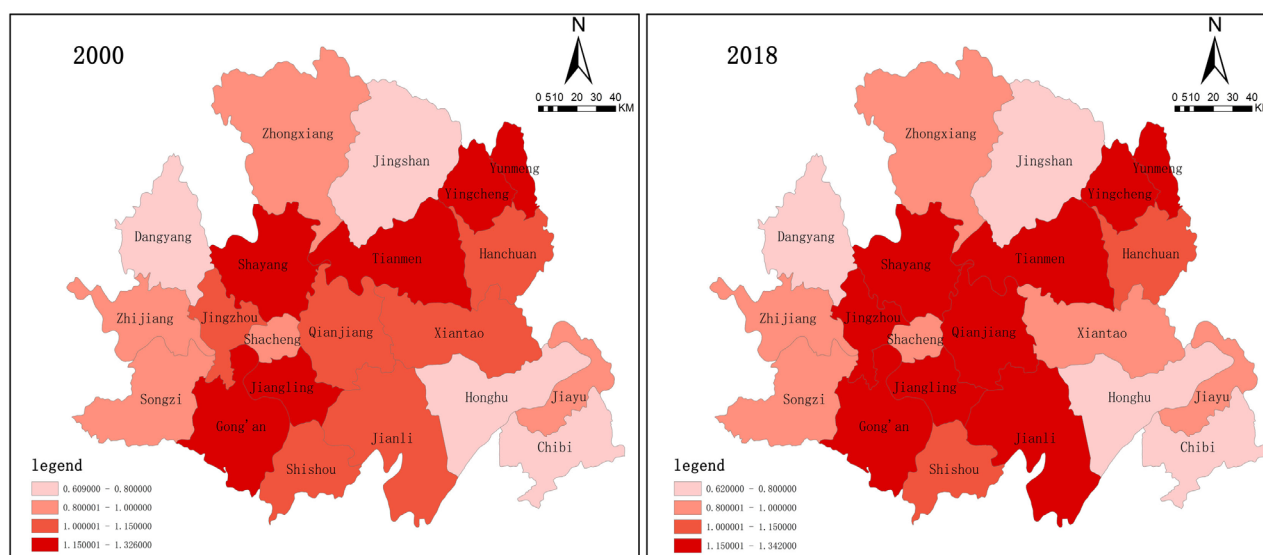 2000
N
0 510 20 30 40
KM
Zhongxiang
Jingshan
Yunmeng
Yingcheng
Dangyang
Hanchuan
Shayang
Tianmen
Zhijiang
Jingzhou
Qianjiang
Xiantao
Shacheng
Jiangling
Songzi
Honghu
Jiayu
Gong'an
Jianli
Chibi
Shishou
legend
0.609000 - 0.800000
0.800001 - 1.000000
1.000001 - 1.150000
1.150001 - 1.326000
2018
N
0 510 20 30 40
KM
Zhongxiang
Jingshan
Yunmeng
Yingcheng
Dangyang
Hanchuan
Shayang
Tianmen
Zhijiang
Jingzhou
Qianjiang
Xiantao
Shacheng
Jiangling
Songzi
Honghu
Jiayu
Gong'an
Jianli
Chibi
Shishou
legend
0.620000 - 0.800000
0.800001 - 1.000000
1.000001 - 1.150000
1.150001 - 1.342000